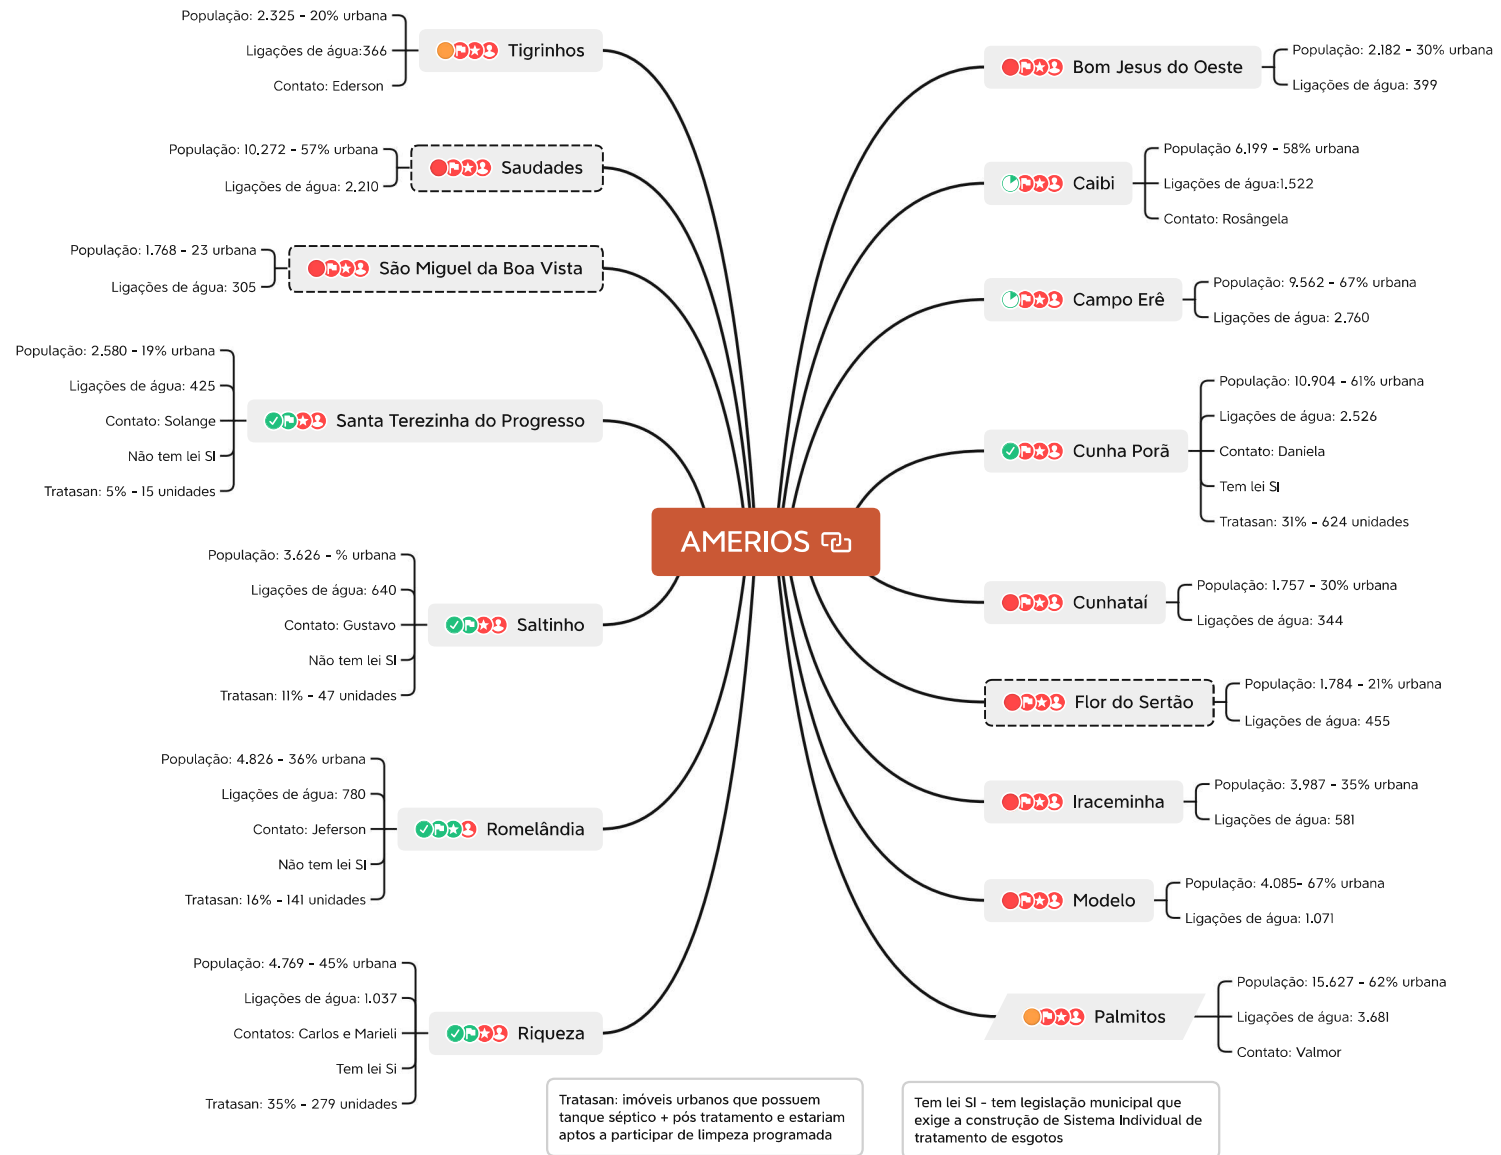 AMERIOS
Bom Jesus do Oeste
População: 2.182 - 30% urbana
Ligações de água: 399
Caibi
População 6.199 - 58% urbana
Ligações de água:1.522
Contato: Rosângela
Campo Erê
População: 9.562 - 67% urbana
Ligações de água: 2.760
Cunha Porã
População: 10.904 - 61% urbana
Ligações de água: 2.526
Contato: Daniela
Tem lei SI
Tratasan: 31% - 624 unidades
Cunhataí
População: 1.757 - 30% urbana
Ligações de água: 344
Flor do Sertão
População: 1.784 - 21% urbana
Ligações de água: 455
Iraceminha
População: 3.987 - 35% urbana
Ligações de água: 581
Modelo
População: 4.085- 67% urbana
Ligações de água: 1.071
Palmitos
População: 15.627 - 62% urbana
Ligações de água: 3.681
Contato: Valmor
Tigrinhos
População: 2.325 - 20% urbana
Ligações de água:366
Contato: Ederson
Saudades
População: 10.272 - 57% urbana
Ligações de água: 2.210
São Miguel da Boa Vista
População: 1.768 - 23 urbana
Ligações de água: 305
Santa Terezinha do Progresso
População: 2.580 - 19% urbana
Ligações de água: 425
Contato: Solange
Não tem lei SI
Tratasan: 5% - 15 unidades
Saltinho
População: 3.626 - % urbana
Ligações de água: 640
Contato: Gustavo
Não tem lei SI
Tratasan: 11% - 47 unidades
Romelândia
População: 4.826 - 36% urbana
Ligações de água: 780
Contato: Jeferson
Não tem lei SI
Tratasan: 16% - 141 unidades
Riqueza
População: 4.769 - 45% urbana
Ligações de água: 1.037
Contatos: Carlos e Marieli
Tem lei Si
Tratasan: 35% - 279 unidades
Tratasan: imóveis urbanos que possuem
tanque séptico + pós tratamento e estariam
aptos a participar de limpeza programada
Tem lei SI - tem legislação municipal que
exige a construção de Sistema Individual de
tratamento de esgotos